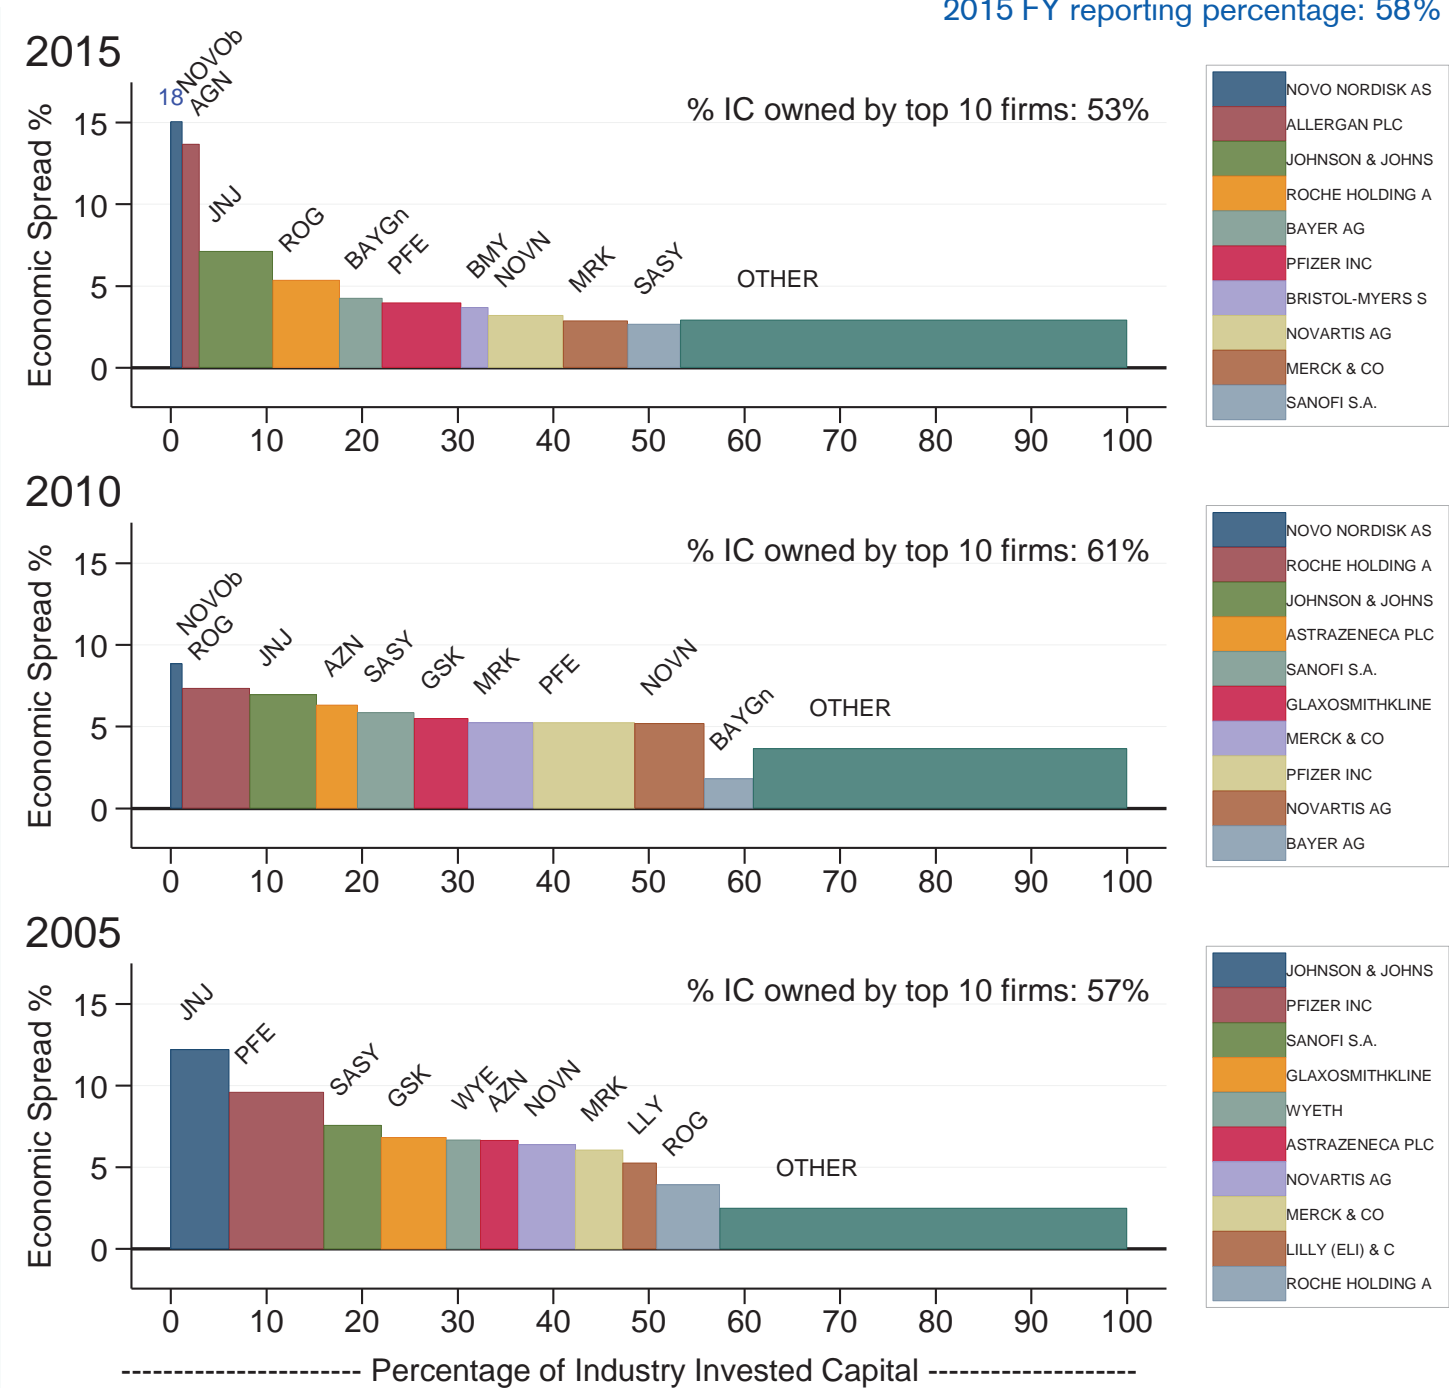 2015 FY reporting percentage: 58%
2015
18
NOVOb
AGN
JNJ
ROG
BAYGn
PFE
BMY
NOVN
MRK
SASY
OTHER
% IC owned by top 10 firms: 53%
Economic Spread %
15
10
5
0
0 10 20 30 40 50 60 70 80 90 100
NOVO NORDISK AS
ALLERGAN PLC
JOHNSON & JOHNS
ROCHE HOLDING A
BAYER AG
PFIZER INC
BRISTOL-MYERS S
NOVARTIS AG
MERCK & CO
SANOFI S.A.
2010
NOVOb
ROG
JNJ
AZN
SASY
GSK
MRK
PFE
NOVN
BAYGn
OTHER
% IC owned by top 10 firms: 61%
Economic Spread %
15
10
5
0
0 10 20 30 40 50 60 70 80 90 100
NOVO NORDISK AS
ROCHE HOLDING A
JOHNSON & JOHNS
ASTRAZENECA PLC
SANOFI S.A.
GLAXOSMITHKLINE
MERCK & CO
PFIZER INC
NOVARTIS AG
BAYER AG
2005
JNJ
PFE
SASY
GSK
WYE
AZN
NOVN
MRK
LLY
ROG
OTHER
% IC owned by top 10 firms: 57%
Economic Spread %
15
10
5
0
0 10 20 30 40 50 60 70 80 90 100
JOHNSON & JOHNS
PFIZER INC
SANOFI S.A.
GLAXOSMITHKLINE
WYETH
ASTRAZENECA PLC
NOVARTIS AG
MERCK & CO
LILLY (ELI) & C
ROCHE HOLDING A
----------------------- Percentage of Industry Invested Capital --------------------